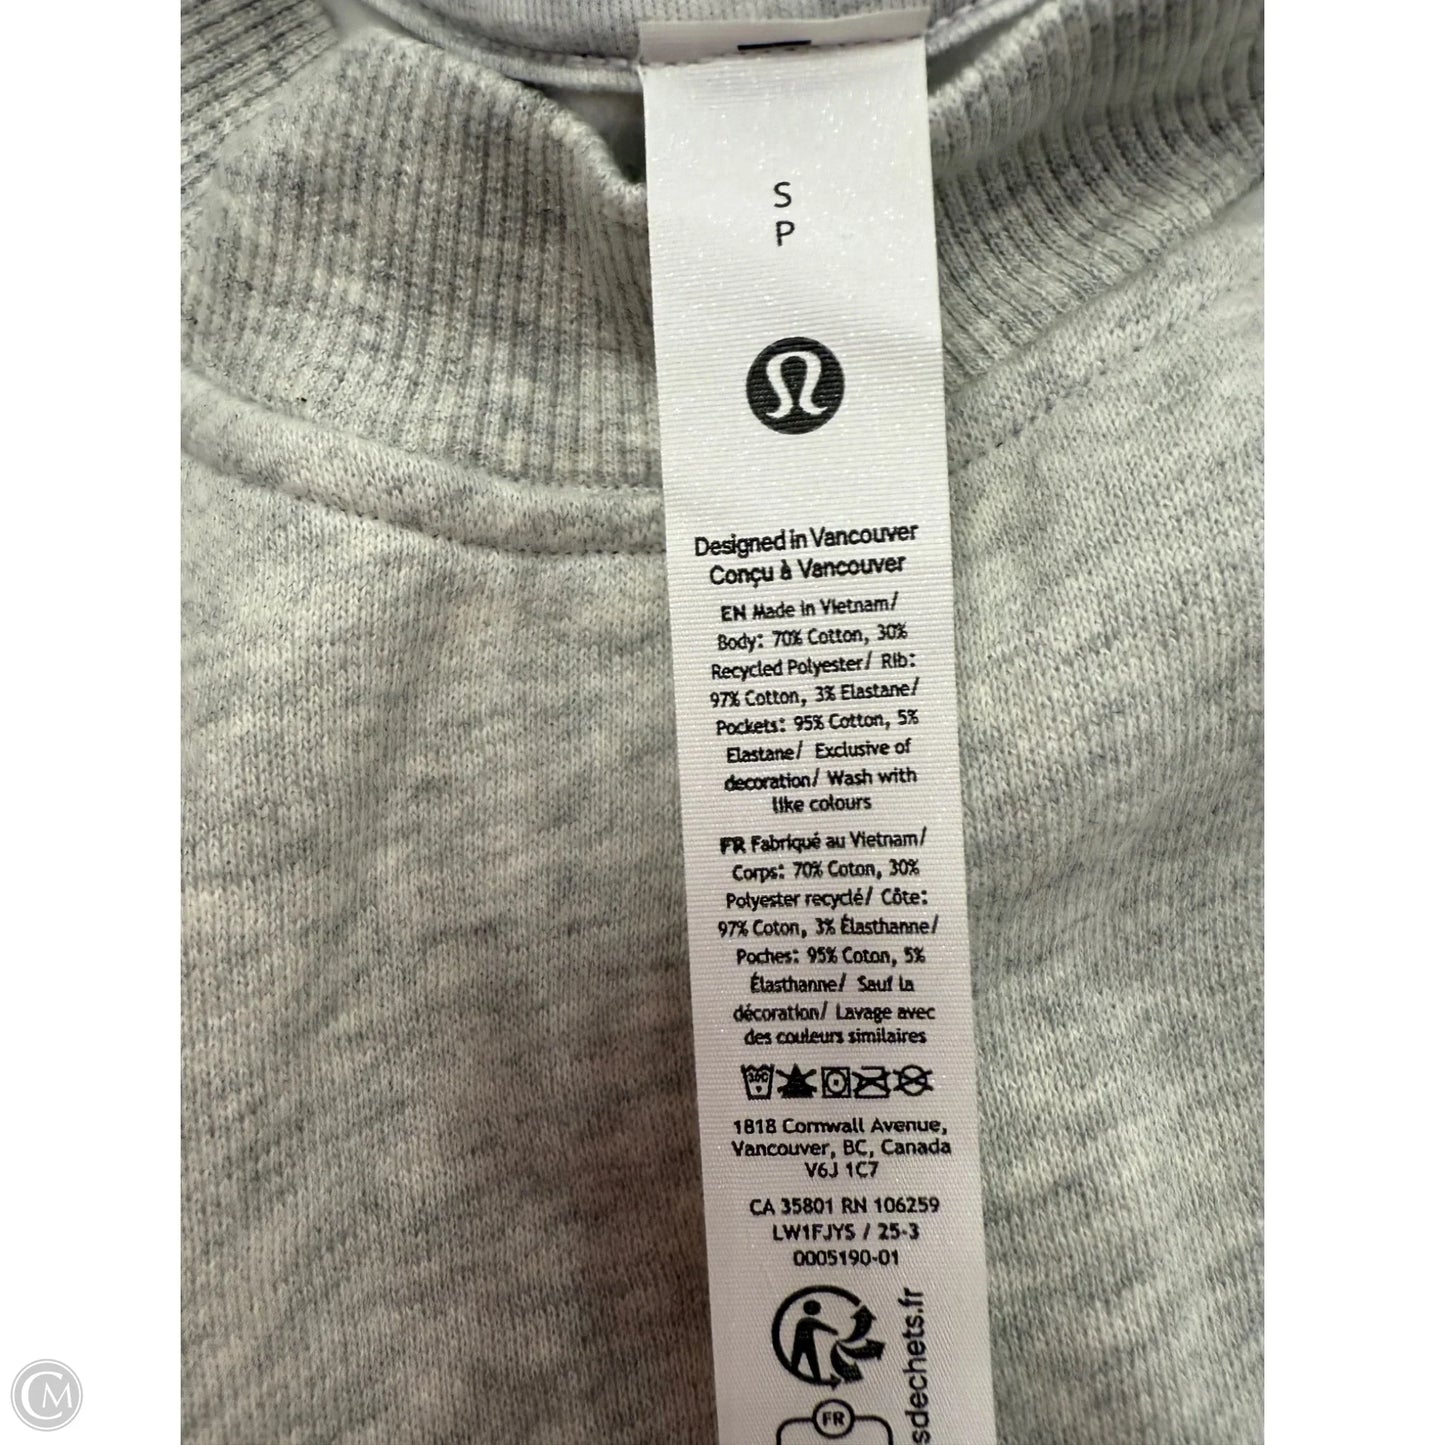 S
P
Designed in Vancouver
Conçu à Vancouver
EN Made in Vietnam/
Body: 70% Cotton, 30%
Recycled Polyester/ Rib:
97% Cotton, 3% Elastane/
Pockets: 95% Cotton, 5%
Elastane/ Exclusive of
decoration/ Wash with
like colours
FR Fabriqué au Vietnam/
Corps: 70% Coton, 30%
Polyester recyclé/ Côte:
97% Coton, 3% Élasthanne/
Poches: 95% Coton, 5%
Élasthanne/ Sauf la
décoration/ Lavage avec
des couleurs similaires
30C
1818 Cornwall Avenue,
Vancouver, BC, Canada
V6J 1C7
CA 35801 RN 106259
LW1FJYS / 25-3
0005190-01
sdechets.fr
FR
CM